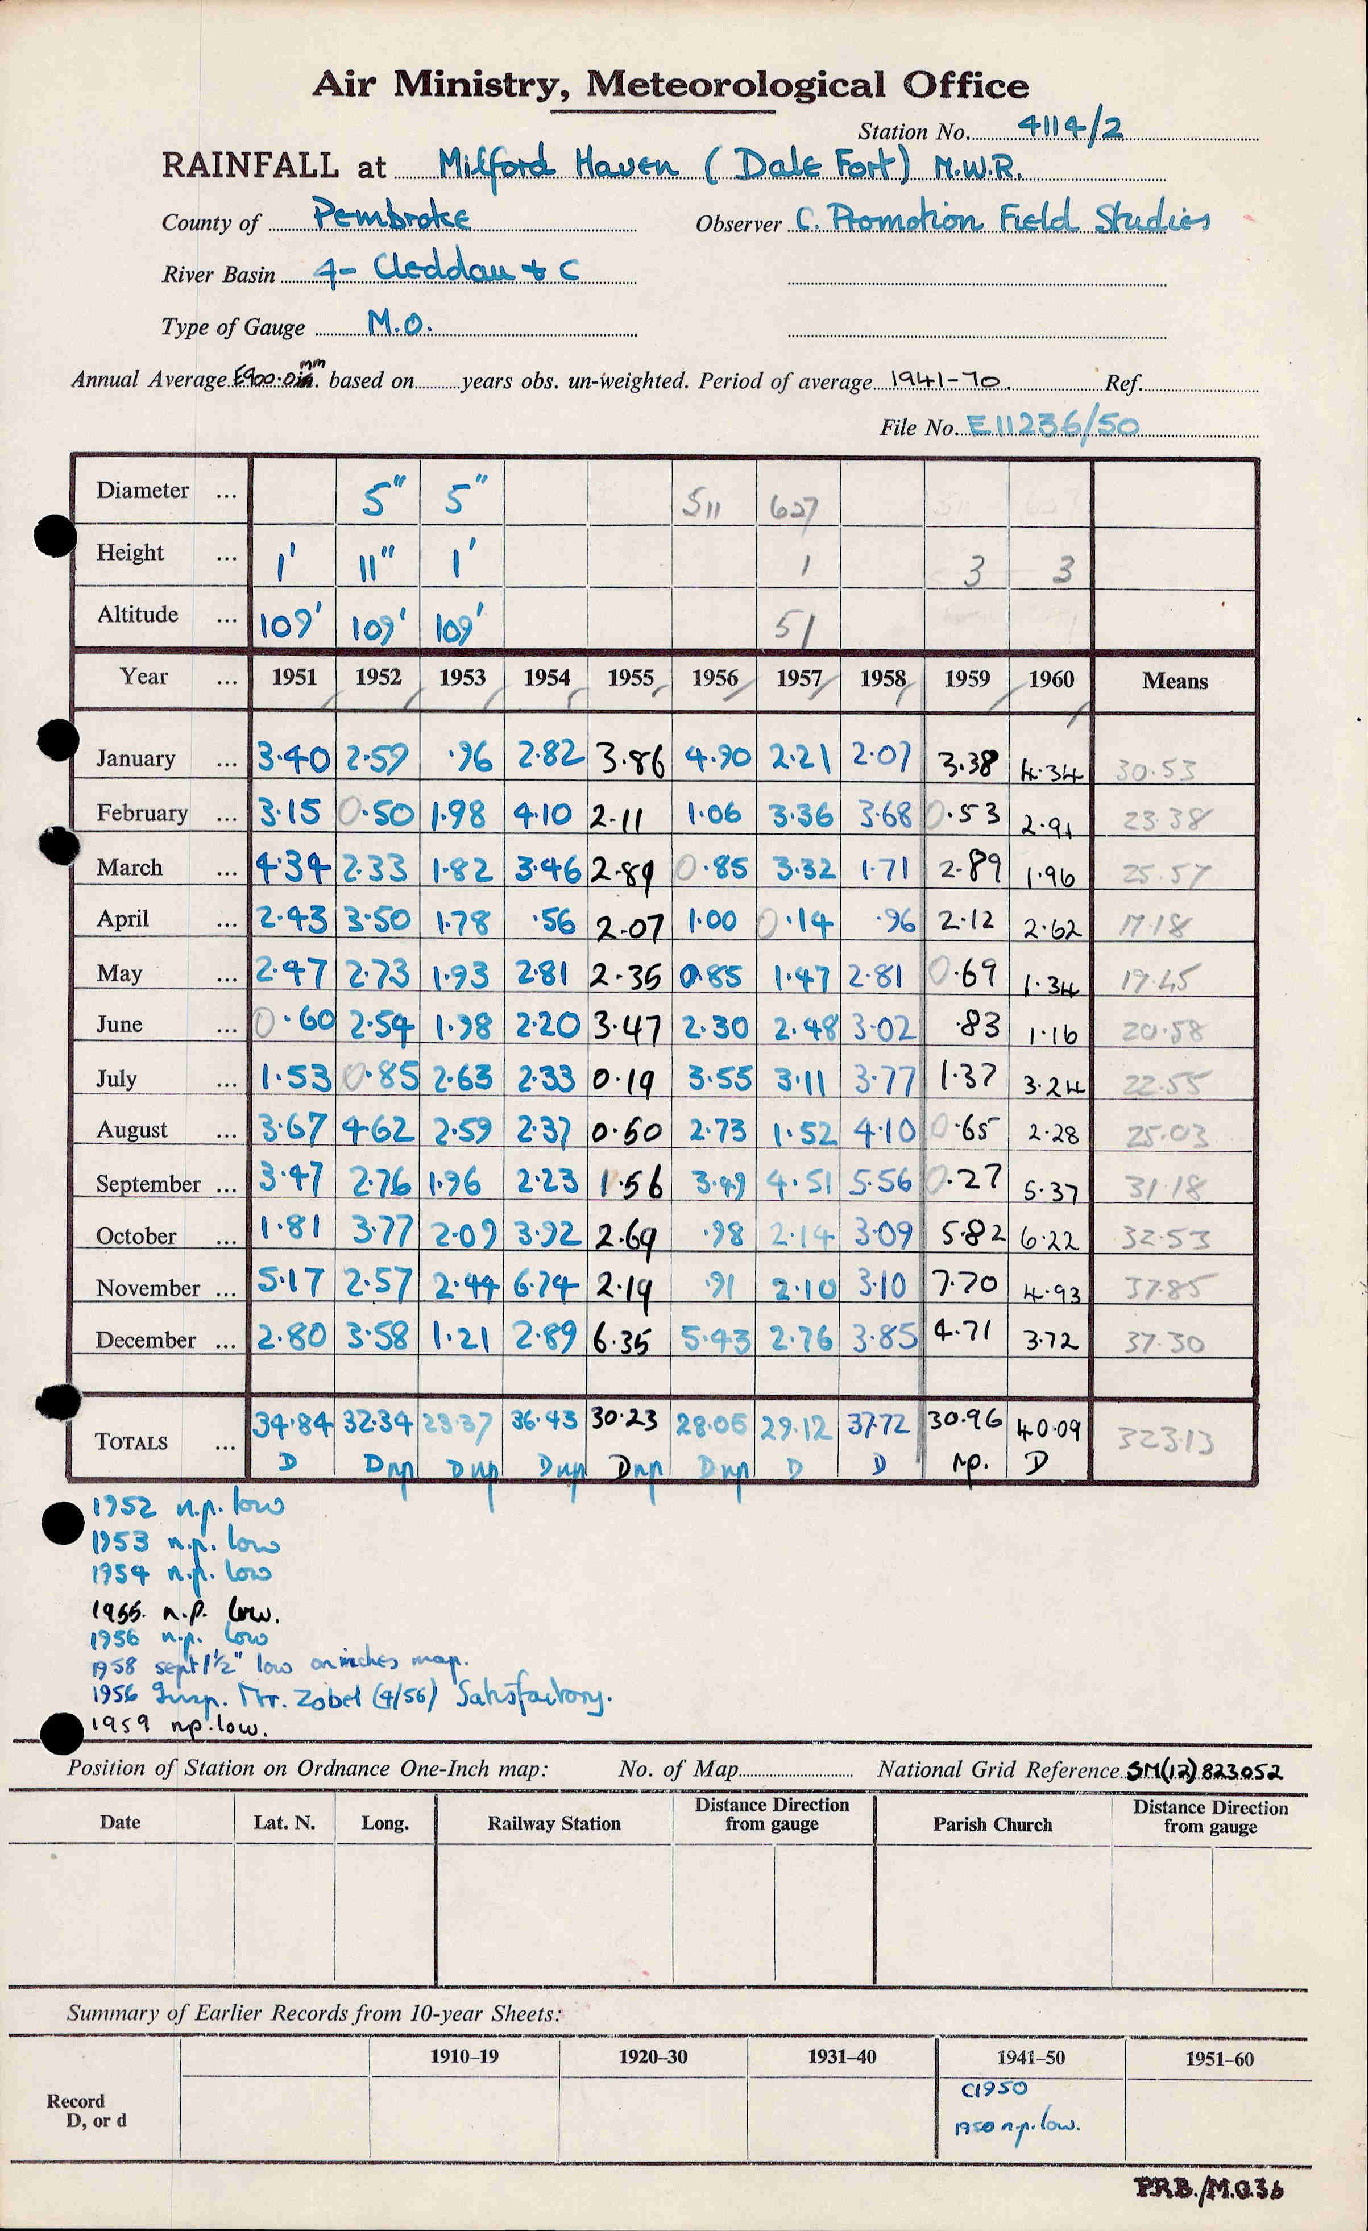 Air Ministry, Meteorological Office
Station No. 4114/2
RAINFALL at Milford Haven (Dale Fort) N.W.R.
County of Pembroke Observer C. Promotion Field Studies
River Basin 4- Cleddau & C
Type of Gauge M.O.
Annual Average E900.0 mm in. based on years obs. un-weighted. Period of average 1941-70 Ref.
File No. E11236/50
Diameter ... 5" 5" 511 627
Height ... 1' 11" 1' 1 3 3
Altitude ... 109' 109' 109' 51
Year ... 1951 1952 1953 1954 1955 1956 1957 1958 1959 1960 Means
January ... 3.40 2.59 .96 2.82 3.86 4.90 2.21 2.07 3.38 4.34 30.53
February ... 3.15 0.50 1.98 4.10 2.11 1.06 3.36 3.68 0.53 2.91 23.38
March ... 4.34 2.33 1.82 3.46 2.89 0.85 3.32 1.71 2.89 1.96 25.57
April ... 2.43 3.50 1.78 .56 2.07 1.00 0.14 .96 2.12 2.62 17.18
May ... 2.47 2.73 1.93 2.81 2.35 0.85 1.47 2.81 0.69 1.34 19.45
June ... 0.60 2.54 1.98 2.20 3.47 2.30 2.48 3.02 .83 1.16 20.58
July ... 1.53 0.85 2.63 2.33 0.19 3.55 3.11 3.77 1.37 3.24 22.55
August ... 3.67 4.62 2.59 2.37 0.50 2.73 1.52 4.10 0.65 2.28 25.03
September ... 3.47 2.76 1.96 2.23 1.56 3.49 4.51 5.56 0.27 5.37 31.18
October ... 1.81 3.77 2.09 3.92 2.69 .98 2.14 3.09 5.82 6.22 32.53
November ... 5.17 2.57 2.44 6.74 2.19 .91 2.10 3.10 7.70 4.93 37.85
December ... 2.80 3.58 1.21 2.89 6.35 5.43 2.76 3.85 4.71 3.72 37.30
TOTALS ... 34.84 32.34 23.37 36.43 30.23 28.05 29.12 37.72 30.96 40.09 323.13
D Dnp Dnp Dnp Dnp Dnp D D np. D
1952 n.p. low
1953 n.p. low
1954 n.p. low
1955. n.p. low.
1956 n.p. low
1958 sept 1½" low on inches map.
1956 Insp. Mr. Zobel (4/56) Satisfactory.
1959 np.low.
Position of Station on Ordnance One-Inch map: No. of Map National Grid Reference SM(12)823052
Date Lat. N. Long. Railway Station Distance Direction from gauge Parish Church Distance Direction from gauge
Summary of Earlier Records from 10-year Sheets:
1910–19 1920–30 1931–40 1941–50 1951–60
Record
D, or d
C1950
1950 n.p. low.
P.R.B./M.O.36